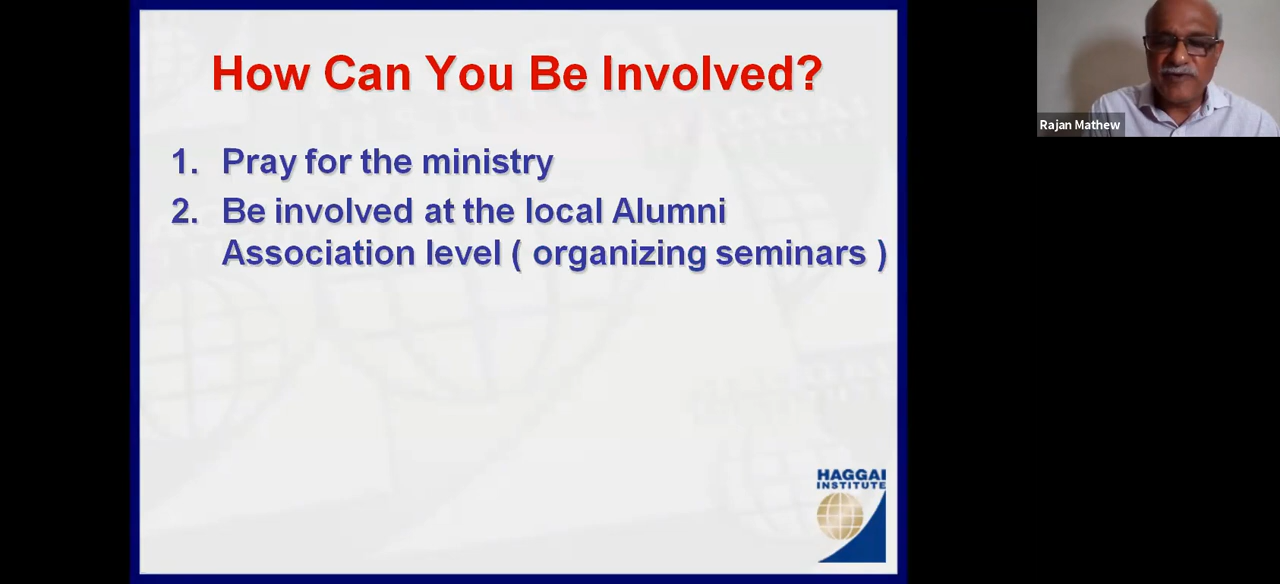 How Can You Be Involved?
1. Pray for the ministry
2. Be involved at the local Alumni
Association level ( organizing seminars )
HAGGAI
INSTITUTE
Rajan Mathew